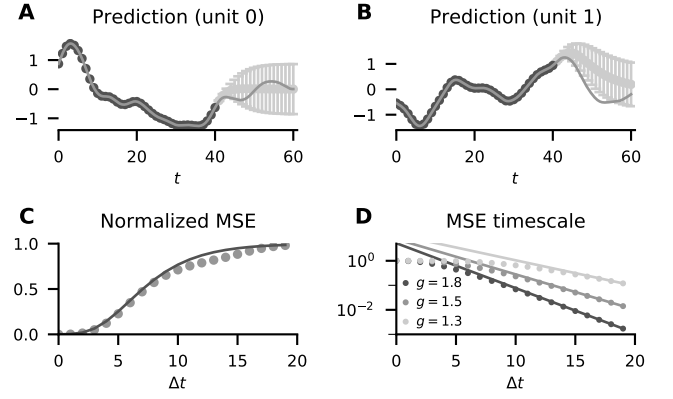 A
Prediction (unit 0)
1
0
−1
0
20
40
60
t
B
Prediction (unit 1)
1
0
−1
0
20
40
60
t
C
Normalized MSE
1.0
0.5
0.0
0
5
10
15
20
Δt
D
MSE timescale
10⁰
10⁻²
g = 1.8
g = 1.5
g = 1.3
0
5
10
15
20
Δt